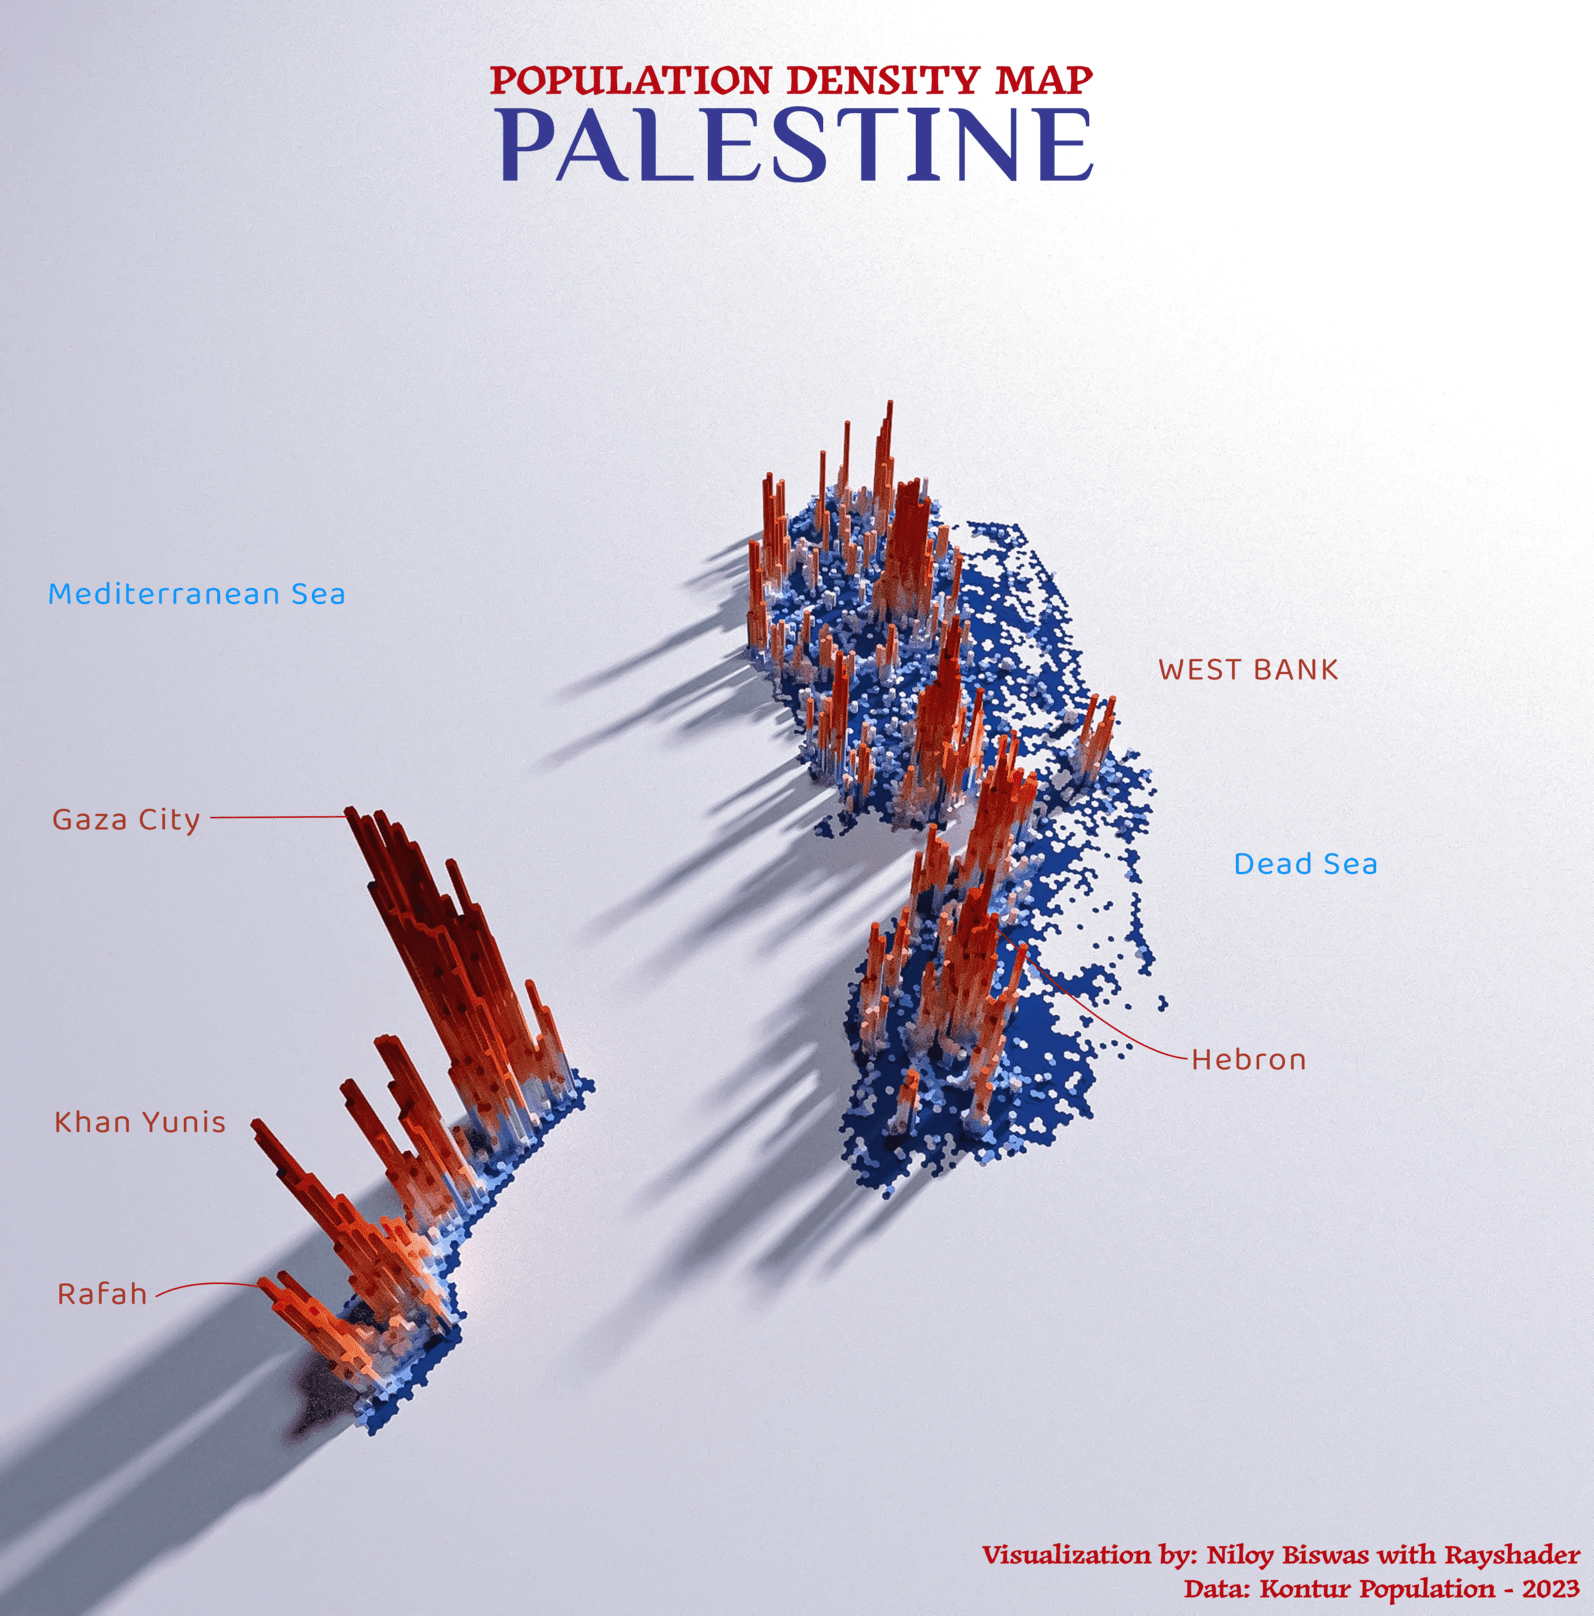 POPULATION DENSITY MAP
PALESTINE
Mediterranean Sea
WEST BANK
Gaza City
Dead Sea
Hebron
Khan Yunis
Rafah
Visualization by: Niloy Biswas with Rayshader
Data: Kontur Population - 2023